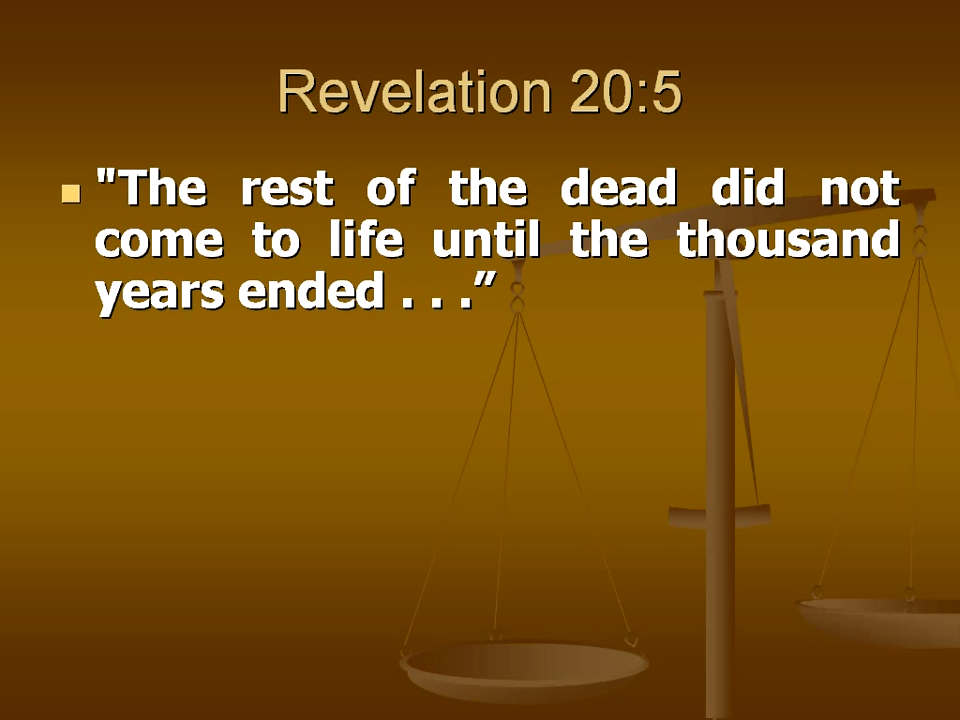 Revelation 20:5
"The rest of the dead did not
come to life until the thousand
years ended . . .”